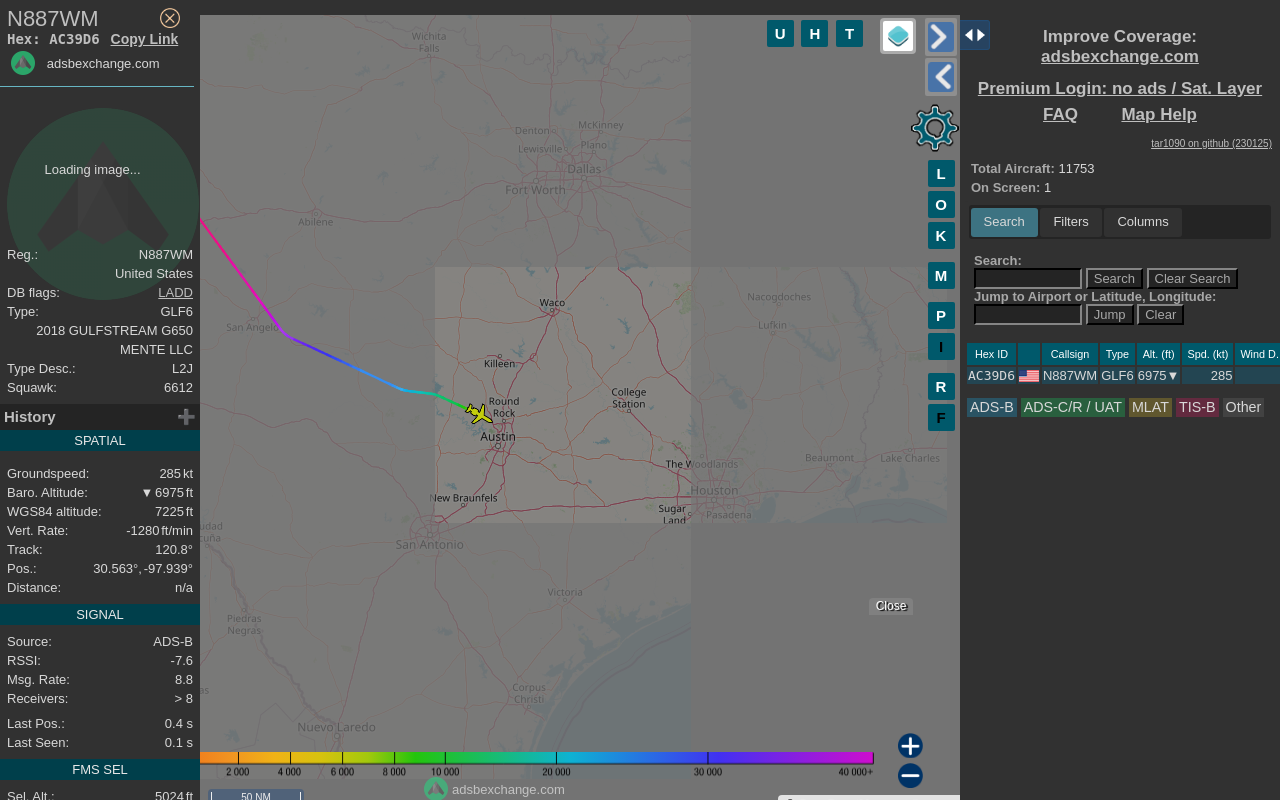 N887WM
Hex: AC39D6 Copy Link
adsbexchange.com
Loading image...
Reg.: N887WM
United States
DB flags: LADD
Type: GLF6
2018 GULFSTREAM G650
MENTE LLC
Type Desc.: L2J
Squawk: 6612
History
SPATIAL
Groundspeed: 285 kt
Baro. Altitude: ▼ 6975 ft
WGS84 altitude: 7225 ft
Vert. Rate: -1280 ft/min
Track: 120.8°
Pos.: 30.563°, -97.939°
Distance: n/a
SIGNAL
Source: ADS-B
RSSI: -7.6
Msg. Rate: 8.8
Receivers: > 8
Last Pos.: 0.4 s
Last Seen: 0.1 s
FMS SEL
Sel. Alt.: 5024 ft
Wichita
Falls
Denton
McKinney
Lewisville
Plano
Dallas
Fort Worth
Abilene
Waco
Nacogdoches
San Angelo
Lufkin
Killeen
College
Station
Round
Rock
Austin
The Woodlands
Beaumont
Lake Charles
New Braunfels
Houston
Sugar
Land
Pasadena
San Antonio
udad
cuña
Victoria
Piedras
Negras
as
Corpus
Christi
Nuevo Laredo
U H T
L
O
K
M
P
I
R
F
Close
2 000 4 000 6 000 8 000 10 000 20 000 30 000 40 000+
50 NM
adsbexchange.com
Improve Coverage:
adsbexchange.com
Premium Login: no ads / Sat. Layer
FAQ Map Help
tar1090 on github (230125)
Total Aircraft: 11753
On Screen: 1
Search Filters Columns
Search:
Search Clear Search
Jump to Airport or Latitude, Longitude:
Jump Clear
Hex ID Callsign Type Alt. (ft) Spd. (kt) Wind D.
AC39D6 N887WM GLF6 6975▼ 285
ADS-B ADS-C/R / UAT MLAT TIS-B Other